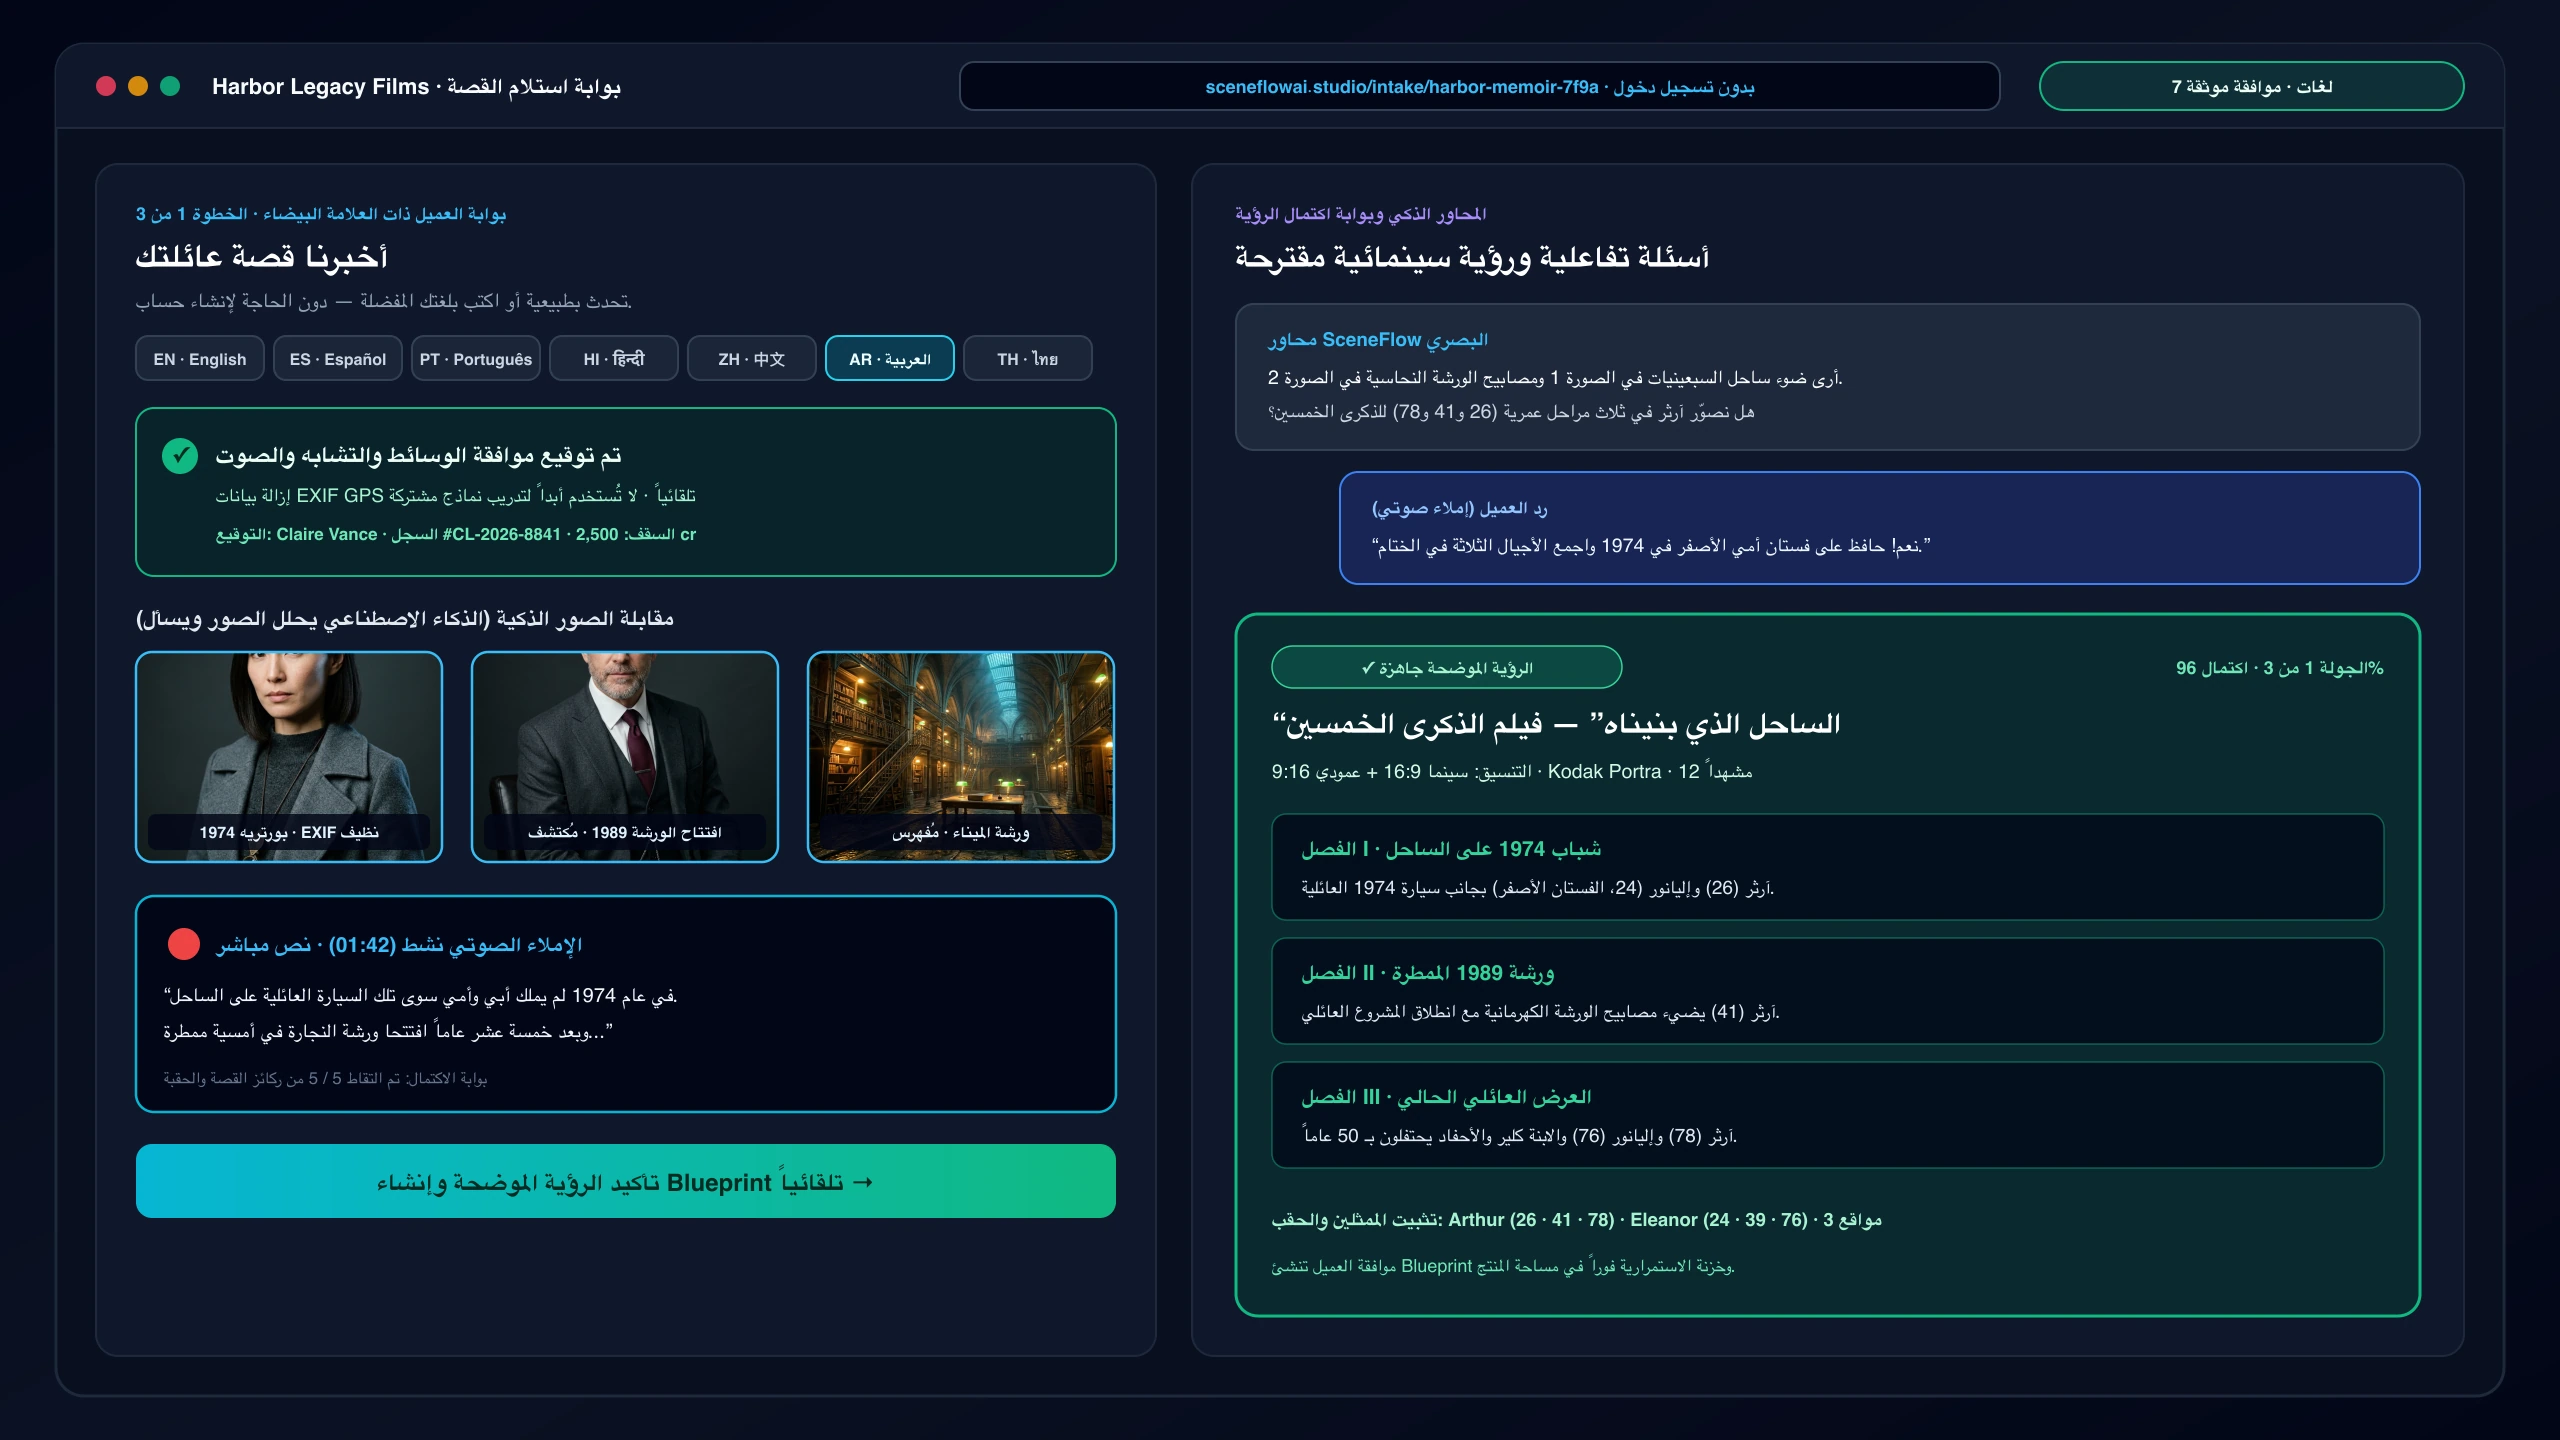 Harbor Legacy Films · بوابة استلام القصة
sceneflowai.studio/intake/harbor-memoir-7f9a · بدون تسجيل دخول
7 لغات · موافقة موثقة
بوابة العميل ذات العلامة البيضاء · الخطوة 1 من 3
أخبرنا قصة عائلتك
تحدث بطبيعية أو اكتب بلغتك المفضلة — دون الحاجة لإنشاء حساب.
EN · English
ES · Español
PT · Português
HI · हिन्दी
ZH · 中文
AR · العربية
TH · ไทย
✓
تم توقيع موافقة الوسائط والتشابه والصوت
إزالة بيانات EXIF GPS تلقائياً · لا تُستخدم أبداً لتدريب نماذج مشتركة
التوقيع: Claire Vance · السجل #CL-2026-8841 · السقف: 2,500 cr
مقابلة الصور الذكية (الذكاء الاصطناعي يحلل الصور ويسأل)
بورتريه 1974 · EXIF نظيف
افتتاح الورشة 1989 · مُكتشف
ورشة الميناء · مُفهرس
الإملاء الصوتي نشط (01:42) · نص مباشر
“في عام 1974 لم يملك أبي وأمي سوى تلك السيارة العائلية على الساحل.
وبعد خمسة عشر عاماً افتتحا ورشة النجارة في أمسية ممطرة...”
بوابة الاكتمال: تم التقاط 5 / 5 من ركائز القصة والحقبة
تأكيد الرؤية الموضحة وإنشاء Blueprint تلقائياً →
المحاور الذكي وبوابة اكتمال الرؤية
أسئلة تفاعلية ورؤية سينمائية مقترحة
محاور SceneFlow البصري
أرى ضوء ساحل السبعينيات في الصورة 1 ومصابيح الورشة النحاسية في الصورة 2.
هل نصوّر آرثر في ثلاث مراحل عمرية (26 و41 و78) للذكرى الخمسين؟
رد العميل (إملاء صوتي)
“نعم! حافظ على فستان أمي الأصفر في 1974 واجمع الأجيال الثلاثة في الختام.”
الرؤية الموضحة جاهزة ✓
الجولة 1 من 3 · اكتمال 96%
“الساحل الذي بنيناه” — فيلم الذكرى الخمسين
التنسيق: سينما 16:9 + عمودي 9:16 · Kodak Portra · 12 مشهداً
الفصل I · شباب 1974 على الساحل
آرثر (26) وإليانور (24، الفستان الأصفر) بجانب سيارة 1974 العائلية.
الفصل II · ورشة 1989 الممطرة
آرثر (41) يضيء مصابيح الورشة الكهرمانية مع انطلاق المشروع العائلي.
الفصل III · العرض العائلي الحالي
آرثر (78) وإليانور (76) والابنة كلير والأحفاد يحتفلون بـ 50 عاماً.
تثبيت الممثلين والحقب: Arthur (26 · 41 · 78) · Eleanor (24 · 39 · 76) · 3 مواقع
موافقة العميل تنشئ Blueprint وخزنة الاستمرارية فوراً في مساحة المنتج.